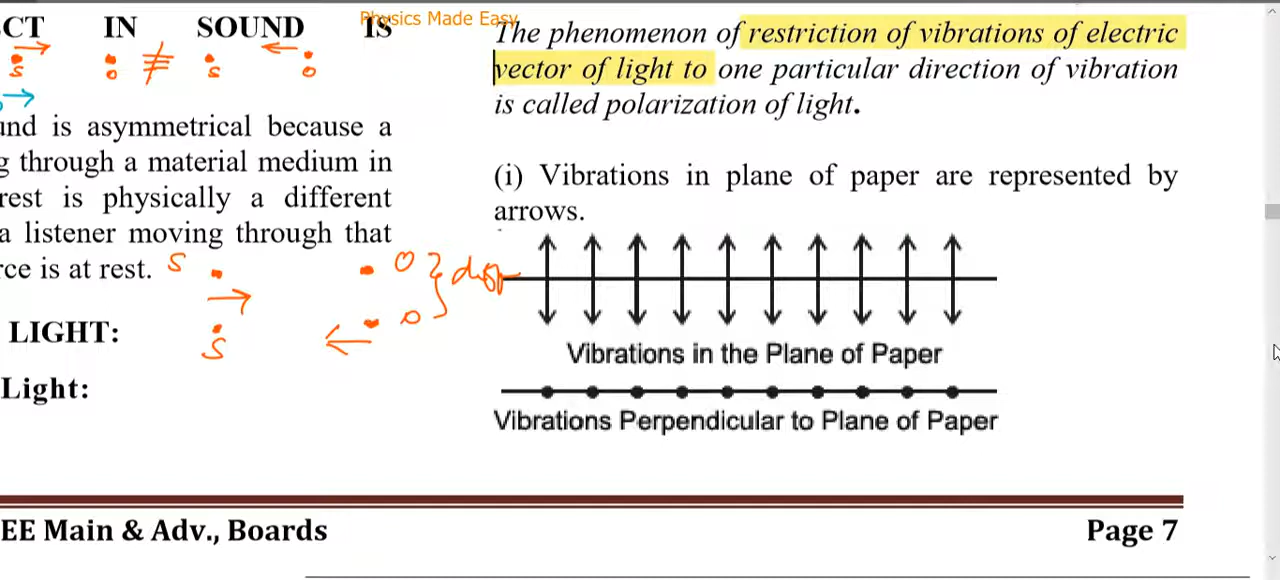 Physics Made Easy
CT IN SOUND IS
s o ≠ s o
und is asymmetrical because a
g through a material medium in
rest is physically a different
a listener moving through that
rce is at rest.
S O
s o
LIGHT:
Light:
The phenomenon of restriction of vibrations of electric
vector of light to one particular direction of vibration
is called polarization of light.
(i) Vibrations in plane of paper are represented by
arrows.
Vibrations in the Plane of Paper
Vibrations Perpendicular to Plane of Paper
EE Main & Adv., Boards
Page 7